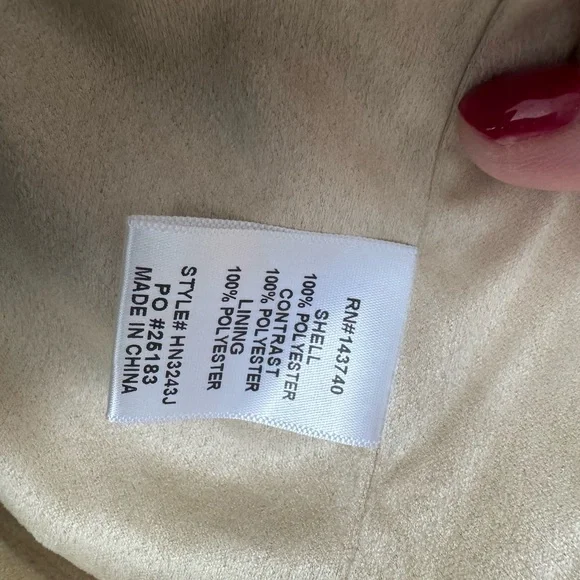 RN#143740
SHELL
100% POLYESTER
CONTRAST
100% POLYESTER
LINING
100% POLYESTER
STYLE# HN3243J
PO #25183
MADE IN CHINA